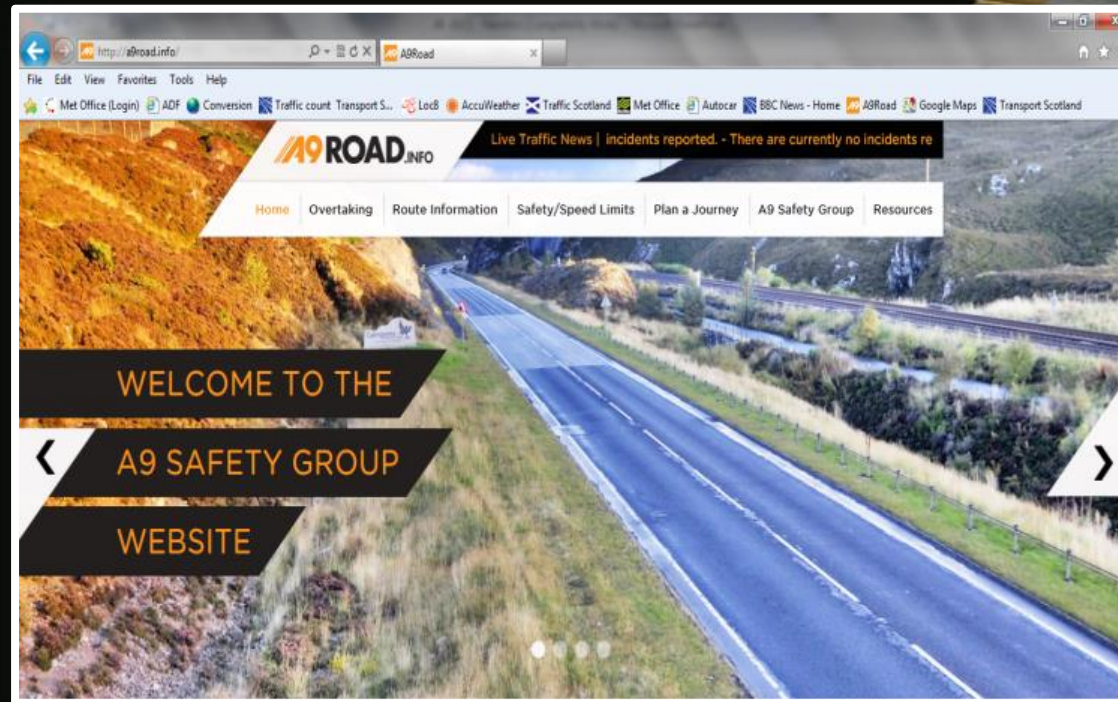 http://a9road.info/
A9Road
File Edit View Favorites Tools Help
Met Office (Login) ADF Conversion Traffic count Transport S... Loc8 AccuWeather Traffic Scotland Met Office Autocar BBC News - Home A9Road Google Maps Transport Scotland
A9 ROAD.INFO
Live Traffic News | incidents reported. - There are currently no incidents re
Home Overtaking Route Information Safety/Speed Limits Plan a Journey A9 Safety Group Resources
WELCOME TO THE
A9 SAFETY GROUP
WEBSITE